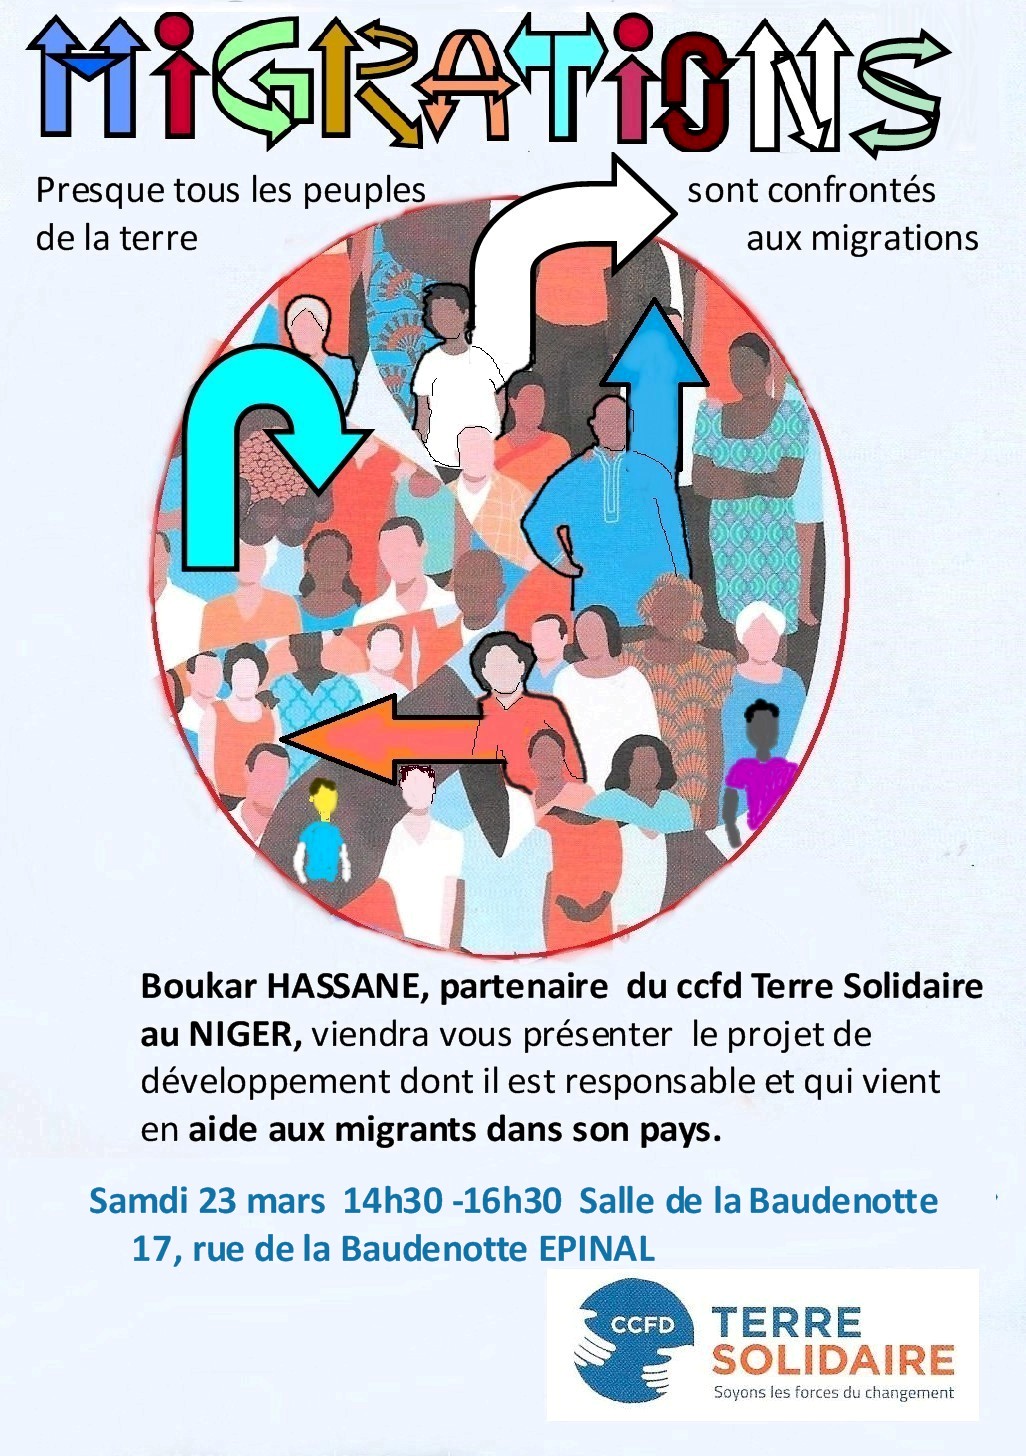 MiGRATiONS
Presque tous les peuples sont confrontés
de la terre aux migrations
Boukar HASSANE, partenaire du ccfd Terre Solidaire
au NIGER, viendra vous présenter le projet de
développement dont il est responsable et qui vient
en aide aux migrants dans son pays.
Samdi 23 mars 14h30 -16h30 Salle de la Baudenotte
17, rue de la Baudenotte EPINAL
CCFD
TERRE
SOLIDAIRE
Soyons les forces du changement